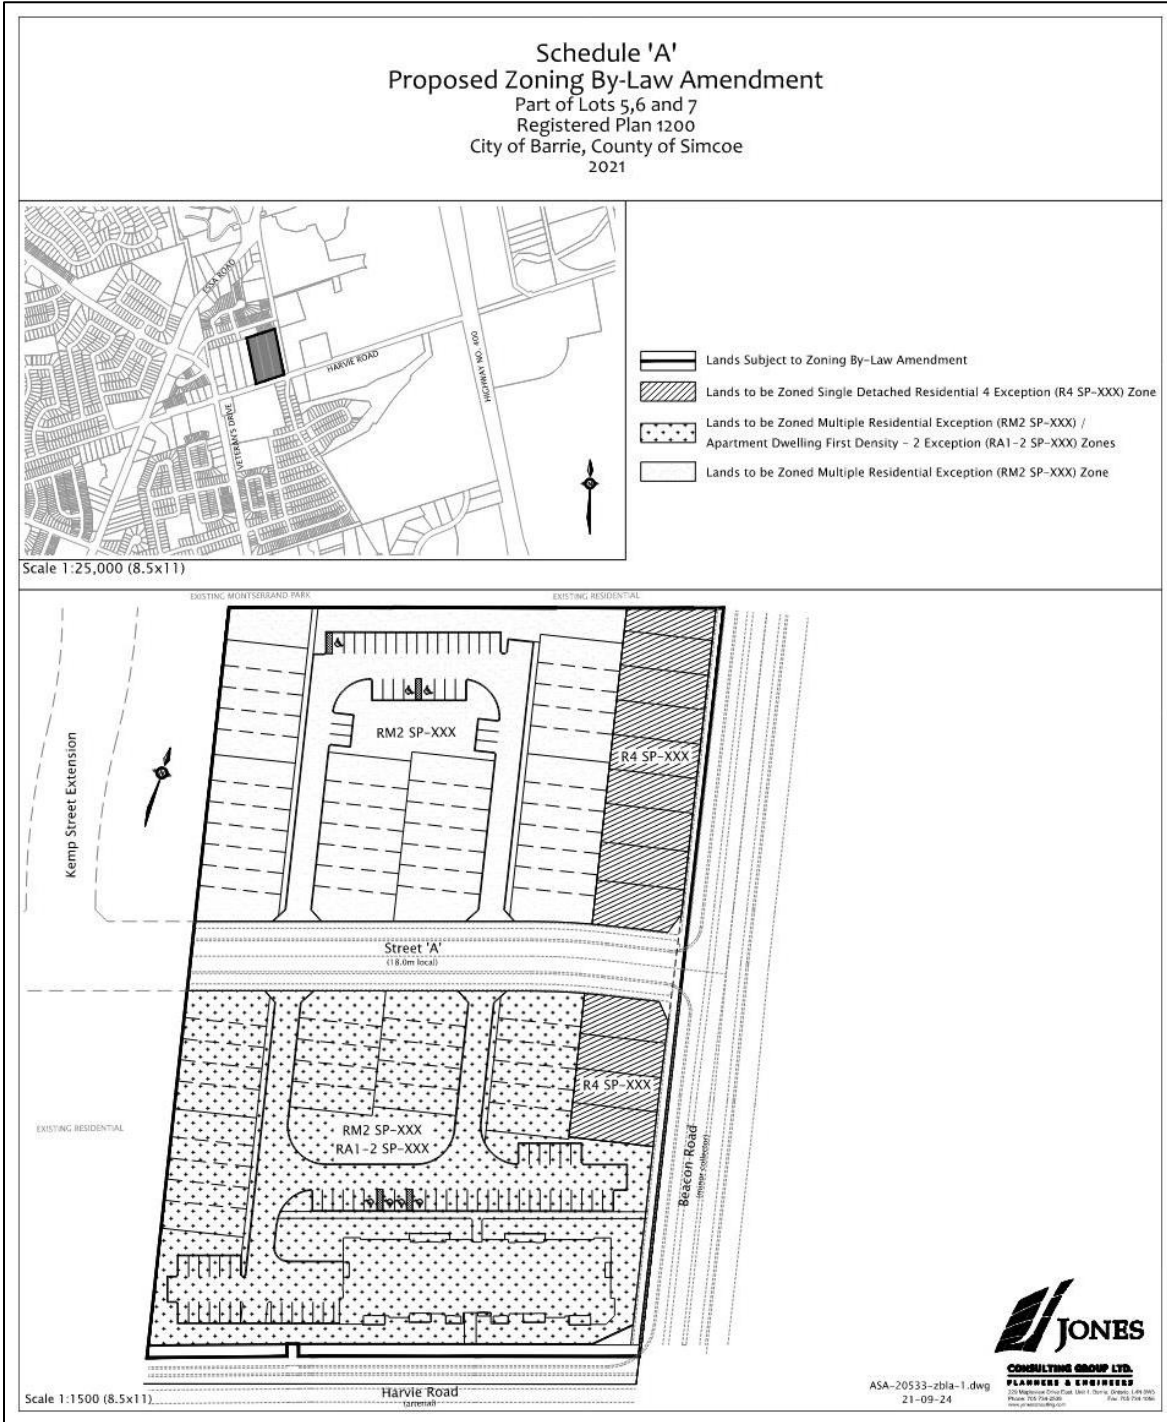 Schedule 'A'
Proposed Zoning By-Law Amendment
Part of Lots 5,6 and 7
Registered Plan 1200
City of Barrie, County of Simcoe
2021
ESSA ROAD
HARVIE ROAD
HIGHWAY NO. 400
VETERAN'S DRIVE
Scale 1:25,000 (8.5x11)
Lands Subject to Zoning By-Law Amendment
Lands to be Zoned Single Detached Residential 4 Exception (R4 SP-XXX) Zone
Lands to be Zoned Multiple Residential Exception (RM2 SP-XXX) /
Apartment Dwelling First Density - 2 Exception (RA1-2 SP-XXX) Zones
Lands to be Zoned Multiple Residential Exception (RM2 SP-XXX) Zone
EXISTING MONTSERRAND PARK
EXISTING RESIDENTIAL
RM2 SP-XXX
R4 SP-XXX
Kemp Street Extension
Street 'A'
(18.0m local)
R4 SP-XXX
RM2 SP-XXX
RA1-2 SP-XXX
EXISTING RESIDENTIAL
Beacon Road
(minor collector)
Harvie Road
(arterial)
Scale 1:1500 (8.5x11)
ASA-20533-zbla-1.dwg
21-09-24
JONES
CONSULTING GROUP LTD.
PLANNERS & ENGINEERS